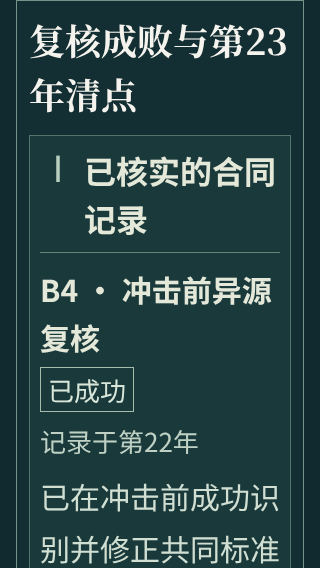 复核成败与第23
年清点
已核实的合同
记录
B4 · 冲击前异源
复核
已成功
记录于第22年
已在冲击前成功识
别并修正共同标准